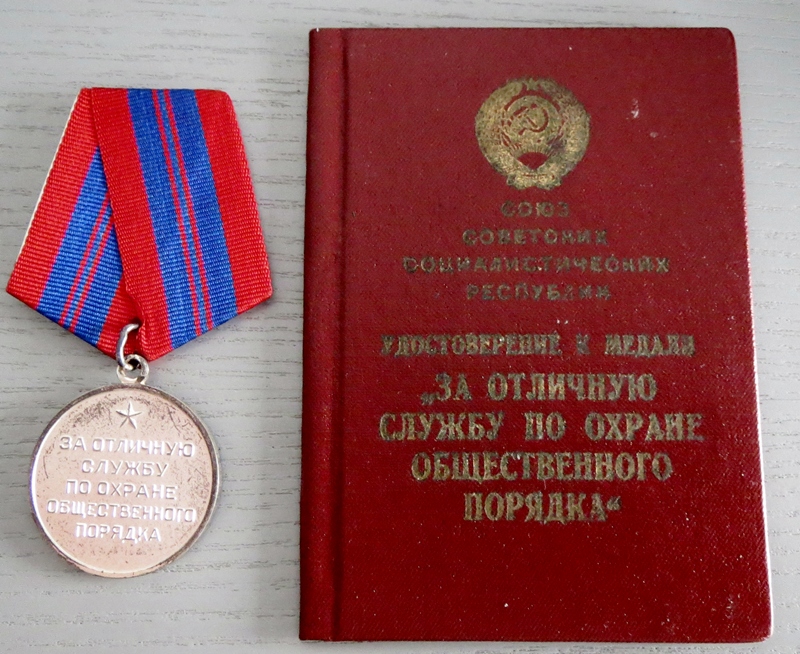 ЗА ОТЛИЧНУЮ
СЛУЖБУ
ПО ОХРАНЕ
ОБЩЕСТВЕННОГО
ПОРЯДКА
СОЮЗ
СОВЕТСКИХ
СОЦИАЛИСТИЧЕСКИХ
РЕСПУБЛИК
УДОСТОВЕРЕНИЕ К МЕДАЛИ
„ЗА ОТЛИЧНУЮ
СЛУЖБУ ПО ОХРАНЕ
ОБЩЕСТВЕННОГО
ПОРЯДКА“